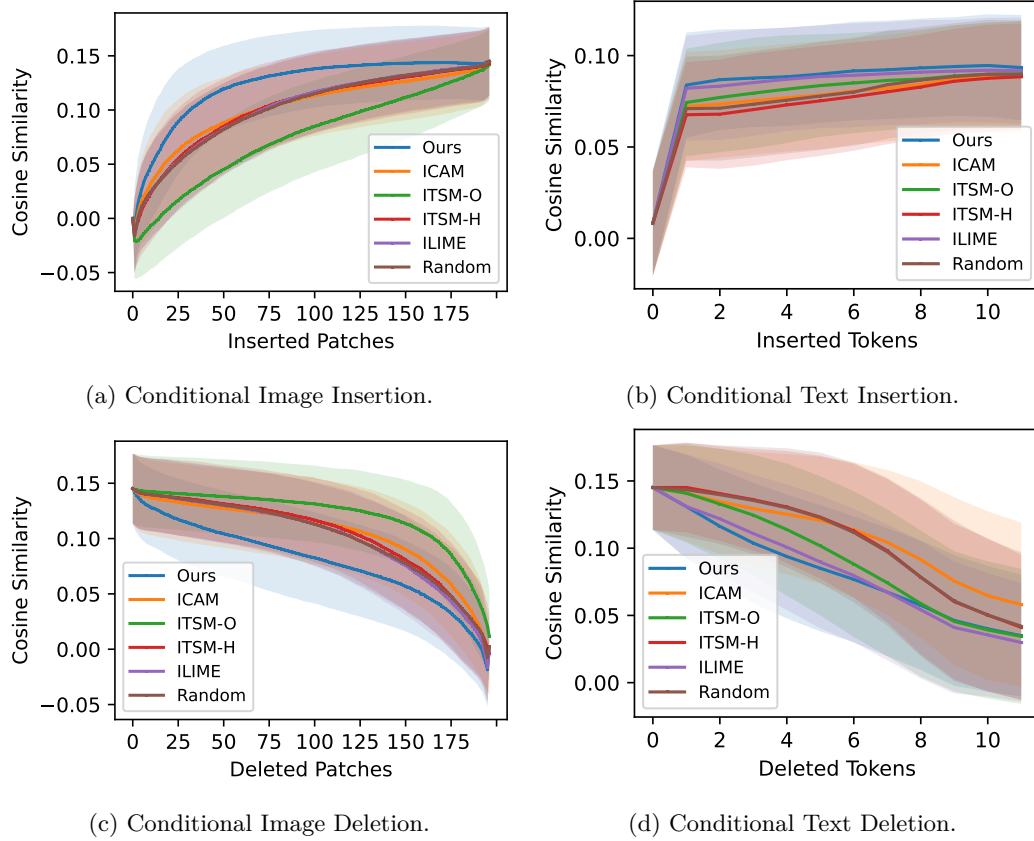 0.15
0.10
0.05
0.00
−0.05
Cosine Similarity
Ours
ICAM
ITSM-O
ITSM-H
ILIME
Random
0 25 50 75 100 125 150 175
Inserted Patches
(a) Conditional Image Insertion.
0.10
0.05
0.00
Cosine Similarity
Ours
ICAM
ITSM-O
ITSM-H
ILIME
Random
0 2 4 6 8 10
Inserted Tokens
(b) Conditional Text Insertion.
0.15
0.10
0.05
0.00
−0.05
Cosine Similarity
Ours
ICAM
ITSM-O
ITSM-H
ILIME
Random
0 25 50 75 100 125 150 175
Deleted Patches
(c) Conditional Image Deletion.
0.15
0.10
0.05
0.00
Cosine Similarity
Ours
ICAM
ITSM-O
ITSM-H
ILIME
Random
0 2 4 6 8 10
Deleted Tokens
(d) Conditional Text Deletion.